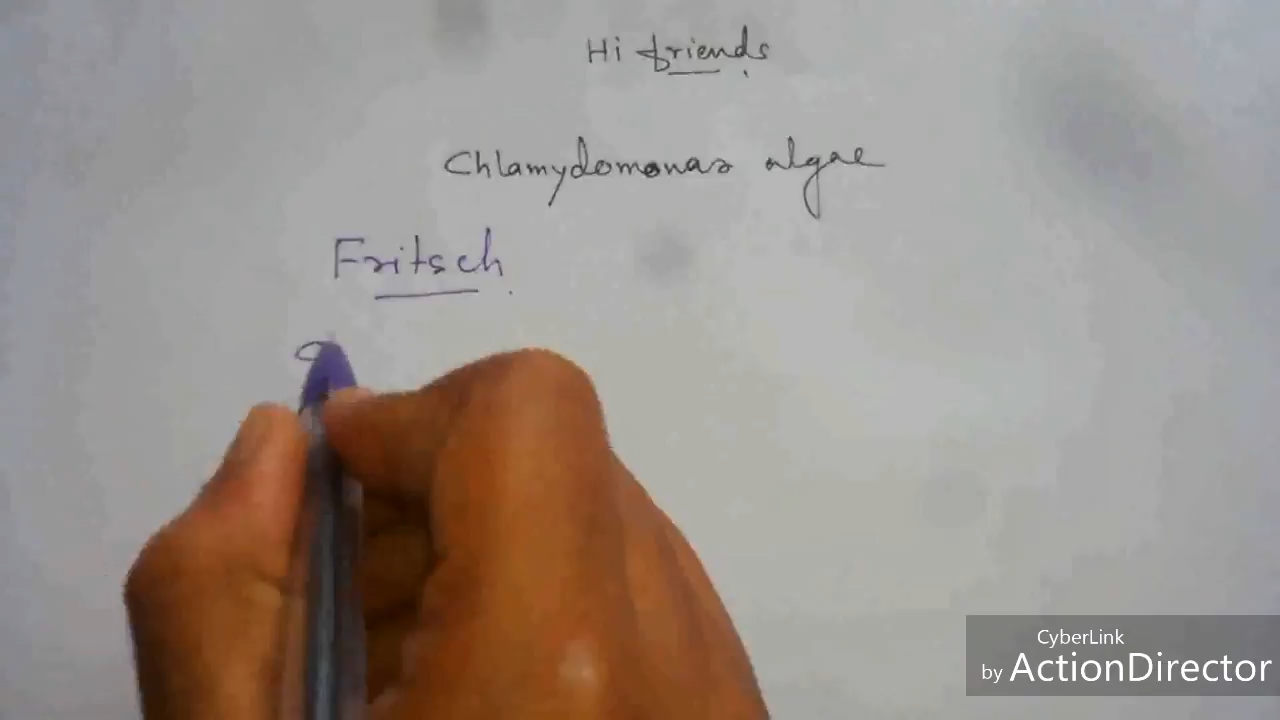 Hi friends
Chlamydomonas algae
Fritsch
CyberLink
by ActionDirector